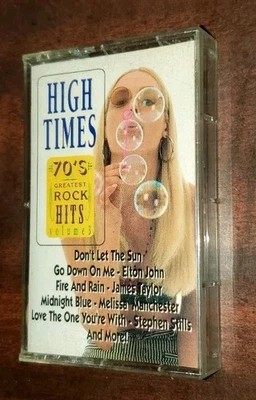 HIGH
TIMES
70'S
GREATEST
ROCK
HITS
volume 3
Don't Let The Sun
Go Down On Me - Elton John
Fire And Rain - James Taylor
Midnight Blue - Melissa Manchester
Love The One You're With - Stephen Stills
And More!